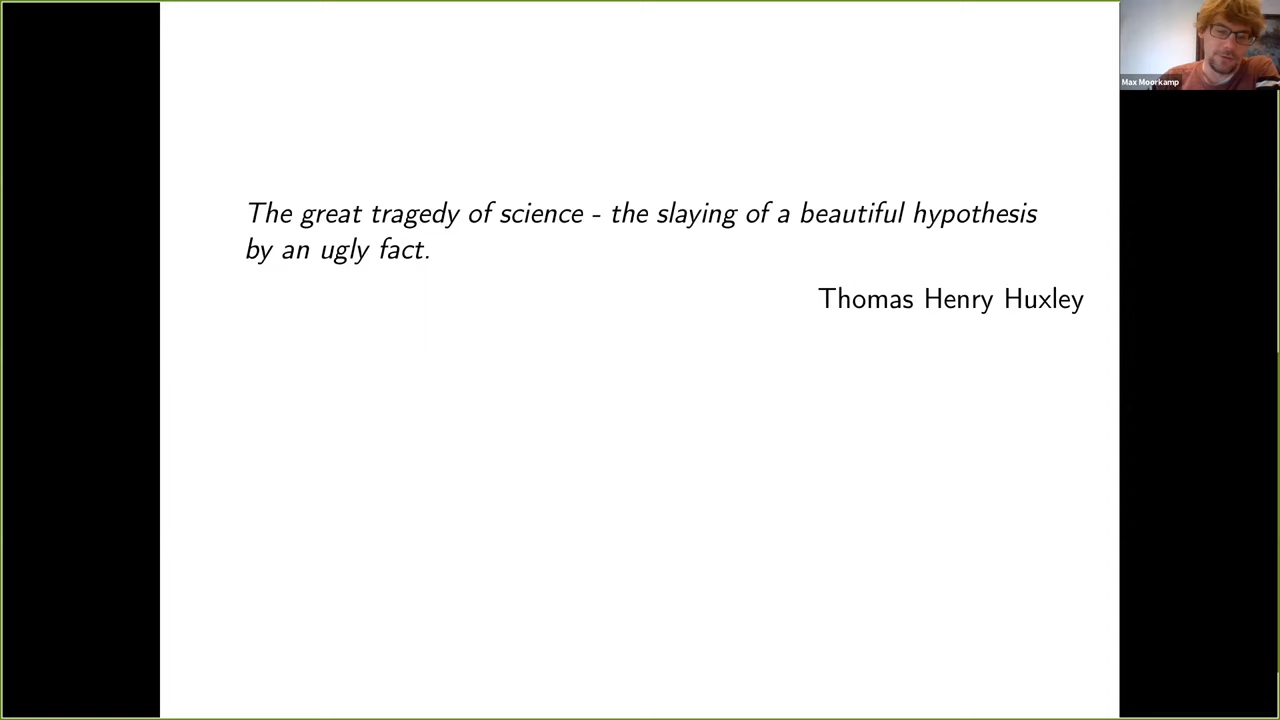 The great tragedy of science - the slaying of a beautiful hypothesis
by an ugly fact.
Thomas Henry Huxley
Max Moorkamp